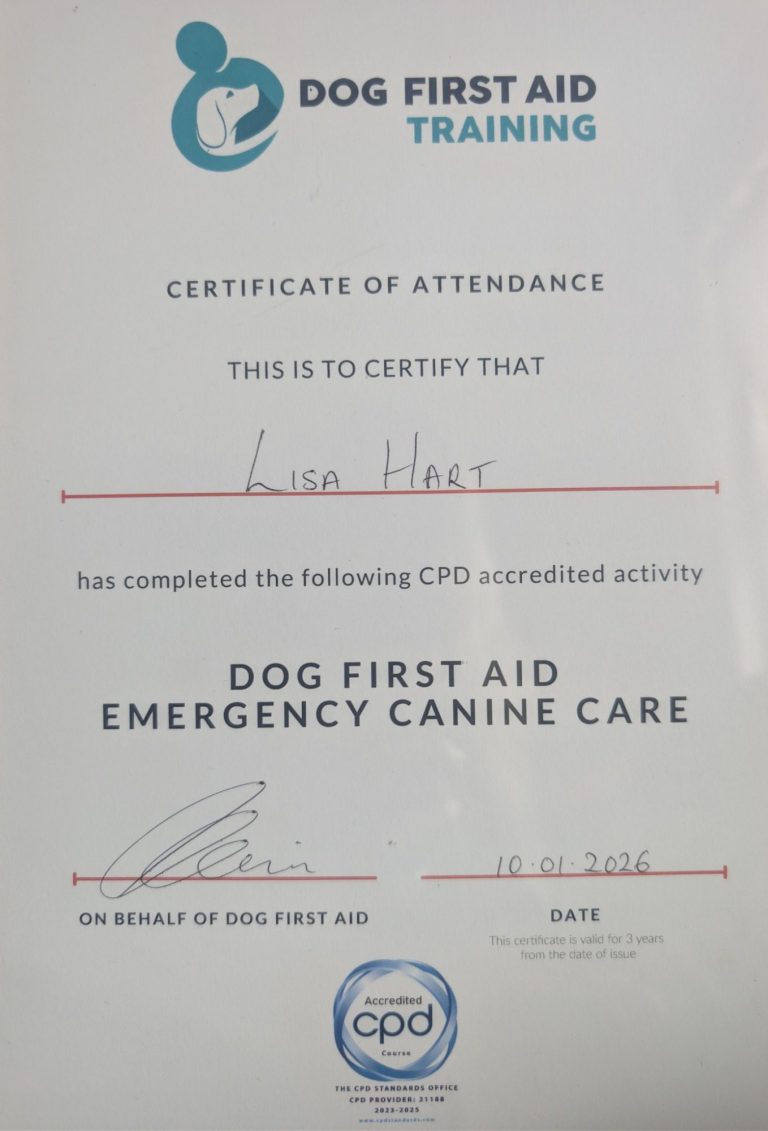 DOG FIRST AID
TRAINING
CERTIFICATE OF ATTENDANCE
THIS IS TO CERTIFY THAT
LISA HART
has completed the following CPD accredited activity
DOG FIRST AID
EMERGENCY CANINE CARE
10.01.2026
ON BEHALF OF DOG FIRST AID
DATE
This certificate is valid for 3 years
from the date of issue
Accredited
cpd
Course
THE CPD STANDARDS OFFICE
CPD PROVIDER: 21188
2023-2025
www.cpdstandards.com